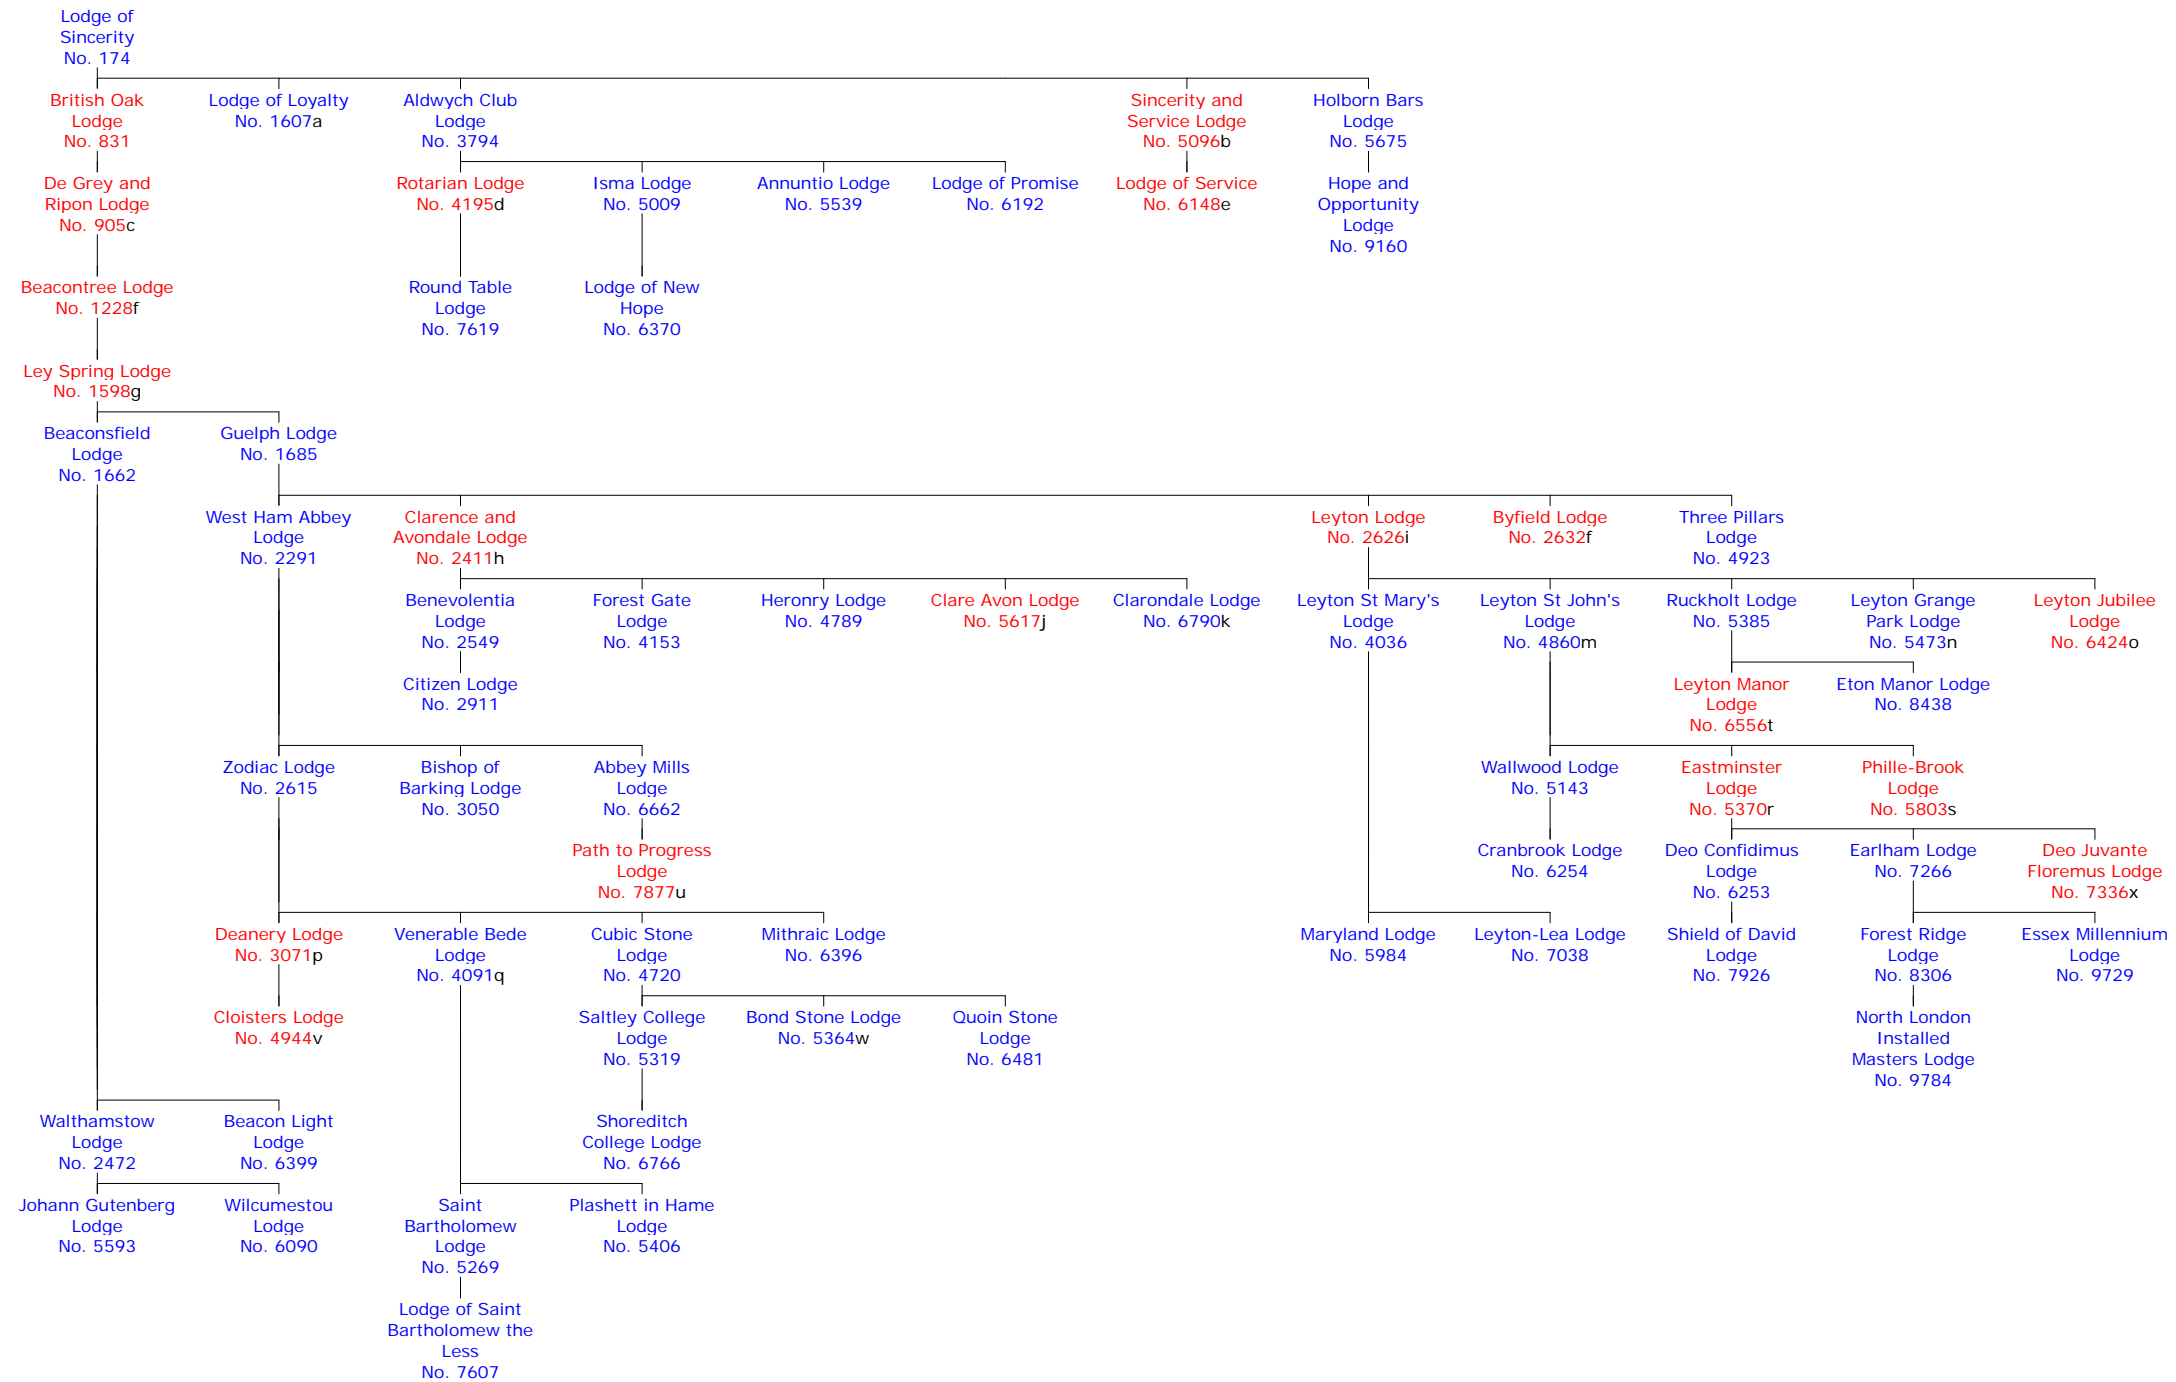 Lodge of
Sincerity
No. 174
British Oak
Lodge
No. 831
Lodge of Loyalty
No. 1607a
Aldwych Club
Lodge
No. 3794
Sincerity and
Service Lodge
No. 5096b
Holborn Bars
Lodge
No. 5675
De Grey and
Ripon Lodge
No. 905c
Rotarian Lodge
No. 4195d
Isma Lodge
No. 5009
Annuntio Lodge
No. 5539
Lodge of Promise
No. 6192
Lodge of Service
No. 6148e
Hope and
Opportunity
Lodge
No. 9160
Beacontree Lodge
No. 1228f
Round Table
Lodge
No. 7619
Lodge of New
Hope
No. 6370
Ley Spring Lodge
No. 1598g
Beaconsfield
Lodge
No. 1662
Guelph Lodge
No. 1685
West Ham Abbey
Lodge
No. 2291
Clarence and
Avondale Lodge
No. 2411h
Leyton Lodge
No. 2626i
Byfield Lodge
No. 2632f
Three Pillars
Lodge
No. 4923
Benevolentia
Lodge
No. 2549
Forest Gate
Lodge
No. 4153
Heronry Lodge
No. 4789
Clare Avon Lodge
No. 5617j
Clarondale Lodge
No. 6790k
Leyton St Mary's
Lodge
No. 4036
Leyton St John's
Lodge
No. 4860m
Ruckholt Lodge
No. 5385
Leyton Grange
Park Lodge
No. 5473n
Leyton Jubilee
Lodge
No. 6424o
Citizen Lodge
No. 2911
Leyton Manor
Lodge
No. 6556t
Eton Manor Lodge
No. 8438
Zodiac Lodge
No. 2615
Bishop of
Barking Lodge
No. 3050
Abbey Mills
Lodge
No. 6662
Wallwood Lodge
No. 5143
Eastminster
Lodge
No. 5370r
Phille-Brook
Lodge
No. 5803s
Path to Progress
Lodge
No. 7877u
Cranbrook Lodge
No. 6254
Deo Confidimus
Lodge
No. 6253
Earlham Lodge
No. 7266
Deo Juvante
Floremus Lodge
No. 7336x
Deanery Lodge
No. 3071p
Venerable Bede
Lodge
No. 4091q
Cubic Stone
Lodge
No. 4720
Mithraic Lodge
No. 6396
Maryland Lodge
No. 5984
Leyton-Lea Lodge
No. 7038
Shield of David
Lodge
No. 7926
Forest Ridge
Lodge
No. 8306
Essex Millennium
Lodge
No. 9729
Cloisters Lodge
No. 4944v
Saltley College
Lodge
No. 5319
Bond Stone Lodge
No. 5364w
Quoin Stone
Lodge
No. 6481
North London
Installed
Masters Lodge
No. 9784
Walthamstow
Lodge
No. 2472
Beacon Light
Lodge
No. 6399
Shoreditch
College Lodge
No. 6766
Johann Gutenberg
Lodge
No. 5593
Wilcumestou
Lodge
No. 6090
Saint
Bartholomew
Lodge
No. 5269
Plashett in Hame
Lodge
No. 5406
Lodge of Saint
Bartholomew the
Less
No. 7607